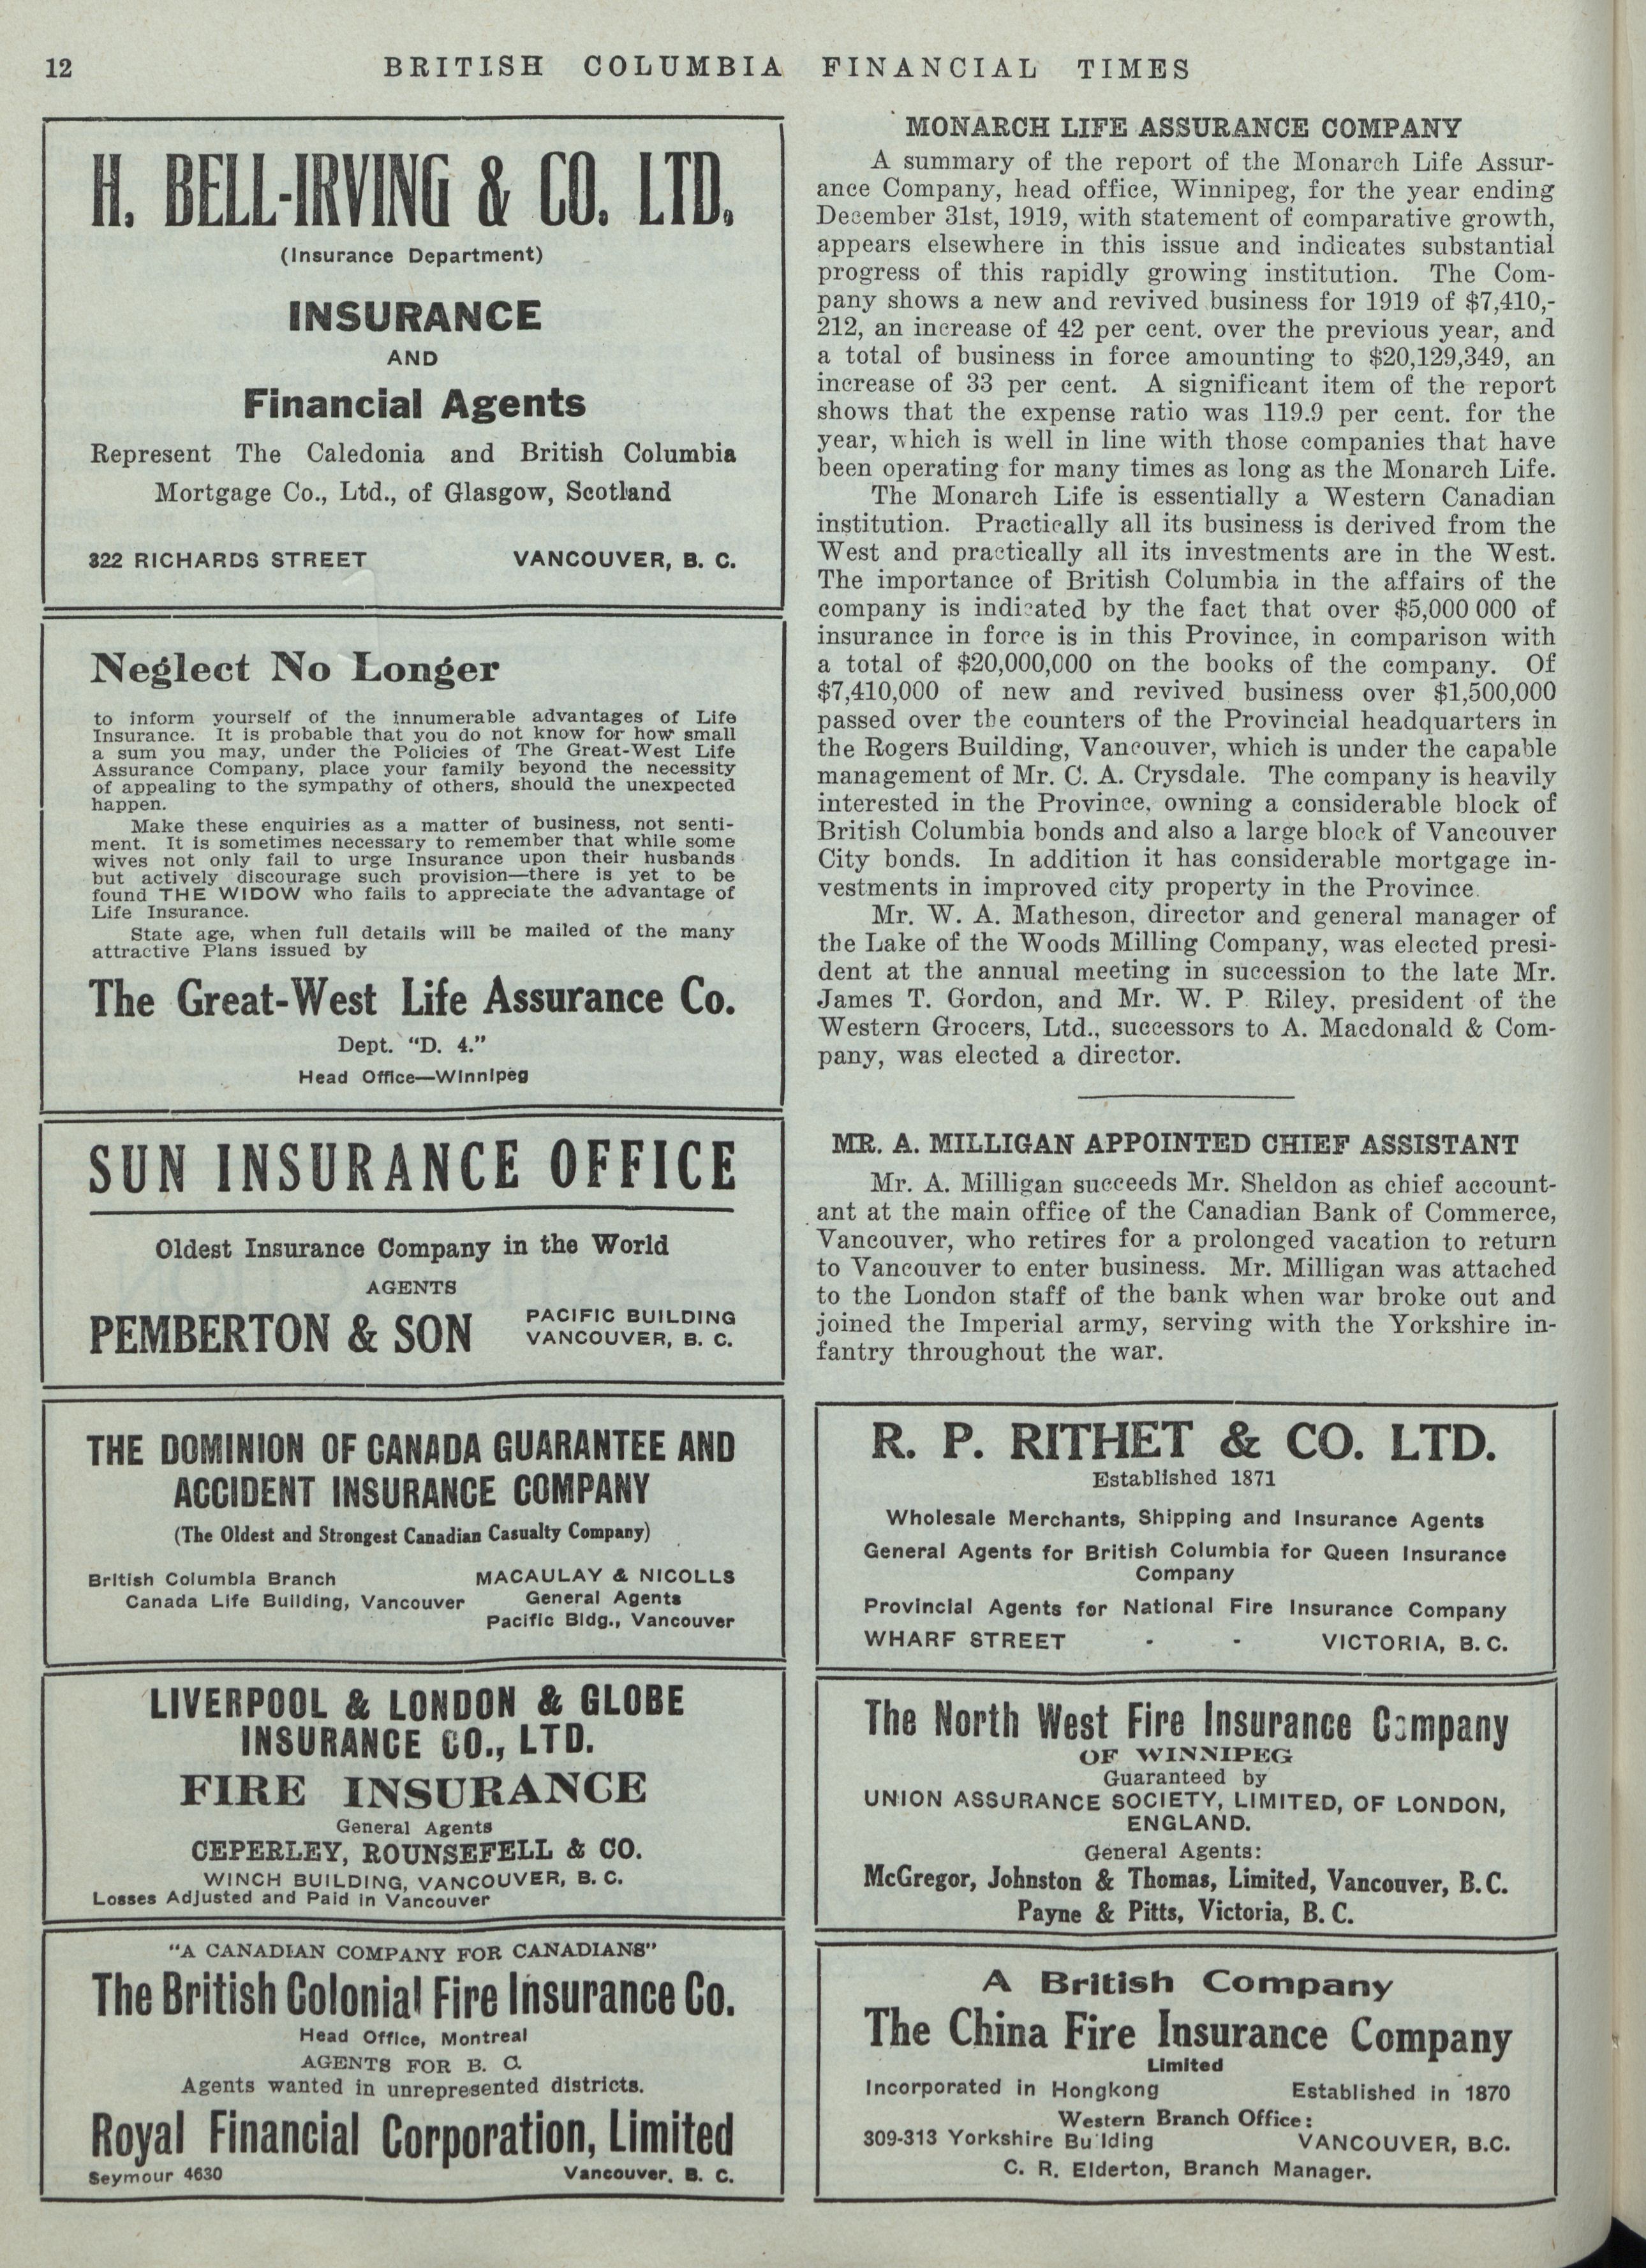 12 BRITISH COLUMBIA FINANCIAL TIMES
H. BELL-IRVING & CO. LTD.
(Insurance Department)
INSURANCE
AND
Financial Agents
Represent The Caledonia and British Columbia
Mortgage Co., Ltd., of Glasgow, Scotland
322 RICHARDS STREET VANCOUVER, B. C.
Neglect No Longer
to inform yourself of the innumerable advantages of Life
Insurance. It is probable that you do not know for how small
a sum you may, under the Policies of The Great-West Life
Assurance Company, place your family beyond the necessity
of appealing to the sympathy of others, should the unexpected
happen.
Make these enquiries as a matter of business, not senti-
ment. It is sometimes necessary to remember that while some
wives not only fail to urge Insurance upon their husbands
but actively discourage such provision—there is yet to be
found THE WIDOW who fails to appreciate the advantage of
Life Insurance.
State age, when full details will be mailed of the many
attractive Plans issued by
The Great-West Life Assurance Co.
Dept. "D. 4."
Head Office—Winnipeg
SUN INSURANCE OFFICE
Oldest Insurance Company in the World
AGENTS
PEMBERTON & SON
PACIFIC BUILDING
VANCOUVER, B. C.
THE DOMINION OF CANADA GUARANTEE AND
ACCIDENT INSURANCE COMPANY
(The Oldest and Strongest Canadian Casualty Company)
British Columbia Branch
Canada Life Building, Vancouver
MACAULAY & NICOLLS
General Agents
Pacific Bldg., Vancouver
LIVERPOOL & LONDON & GLOBE
INSURANCE CO., LTD.
FIRE INSURANCE
General Agents
CEPERLEY, ROUNSEFELL & CO.
WINCH BUILDING, VANCOUVER, B. C.
Losses Adjusted and Paid in Vancouver
"A CANADIAN COMPANY FOR CANADIANS"
The British Colonial Fire Insurance Co.
Head Office, Montreal
AGENTS FOR B. C.
Agents wanted in unrepresented districts.
Royal Financial Corporation, Limited
Seymour 4630 Vancouver, B. C.
MONARCH LIFE ASSURANCE COMPANY
A summary of the report of the Monarch Life Assur-
ance Company, head office, Winnipeg, for the year ending
December 31st, 1919, with statement of comparative growth,
appears elsewhere in this issue and indicates substantial
progress of this rapidly growing institution. The Com-
pany shows a new and revived business for 1919 of $7,410,-
212, an increase of 42 per cent. over the previous year, and
a total of business in force amounting to $20,129,349, an
increase of 33 per cent. A significant item of the report
shows that the expense ratio was 119.9 per cent. for the
year, which is well in line with those companies that have
been operating for many times as long as the Monarch Life.
The Monarch Life is essentially a Western Canadian
institution. Practically all its business is derived from the
West and practically all its investments are in the West.
The importance of British Columbia in the affairs of the
company is indicated by the fact that over $5,000 000 of
insurance in force is in this Province, in comparison with
a total of $20,000,000 on the books of the company. Of
$7,410,000 of new and revived business over $1,500,000
passed over the counters of the Provincial headquarters in
the Rogers Building, Vancouver, which is under the capable
management of Mr. C. A. Crysdale. The company is heavily
interested in the Province, owning a considerable block of
British Columbia bonds and also a large block of Vancouver
City bonds. In addition it has considerable mortgage in-
vestments in improved city property in the Province.
Mr. W. A. Matheson, director and general manager of
the Lake of the Woods Milling Company, was elected presi-
dent at the annual meeting in succession to the late Mr.
James T. Gordon, and Mr. W. P. Riley, president of the
Western Grocers, Ltd., successors to A. Macdonald & Com-
pany, was elected a director.
MR. A. MILLIGAN APPOINTED CHIEF ASSISTANT
Mr. A. Milligan succeeds Mr. Sheldon as chief account-
ant at the main office of the Canadian Bank of Commerce,
Vancouver, who retires for a prolonged vacation to return
to Vancouver to enter business. Mr. Milligan was attached
to the London staff of the bank when war broke out and
joined the Imperial army, serving with the Yorkshire in-
fantry throughout the war.
R. P. RITHET & CO. LTD.
Established 1871
Wholesale Merchants, Shipping and Insurance Agents
General Agents for British Columbia for Queen Insurance
Company
Provincial Agents for National Fire Insurance Company
WHARF STREET - - VICTORIA, B. C.
The North West Fire Insurance Company
OF WINNIPEG
Guaranteed by
UNION ASSURANCE SOCIETY, LIMITED, OF LONDON,
ENGLAND.
General Agents:
McGregor, Johnston & Thomas, Limited, Vancouver, B. C.
Payne & Pitts, Victoria, B. C.
A British Company
The China Fire Insurance Company
Limited
Incorporated in Hongkong Established in 1870
Western Branch Office:
309-313 Yorkshire Building VANCOUVER, B.C.
C. R. Elderton, Branch Manager.